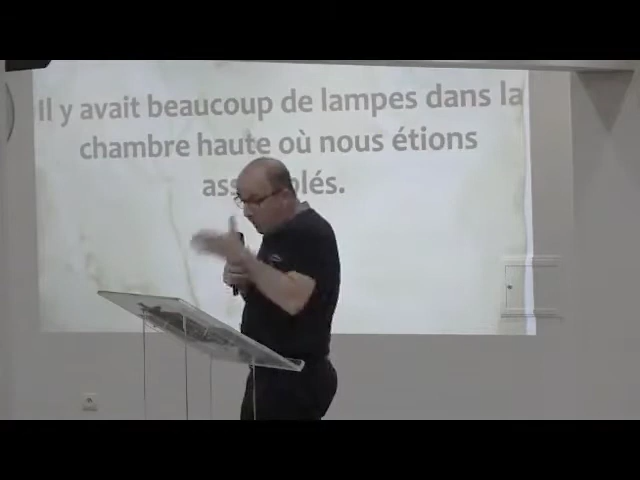 Il y avait beaucoup de lampes dans la
chambre haute où nous étions